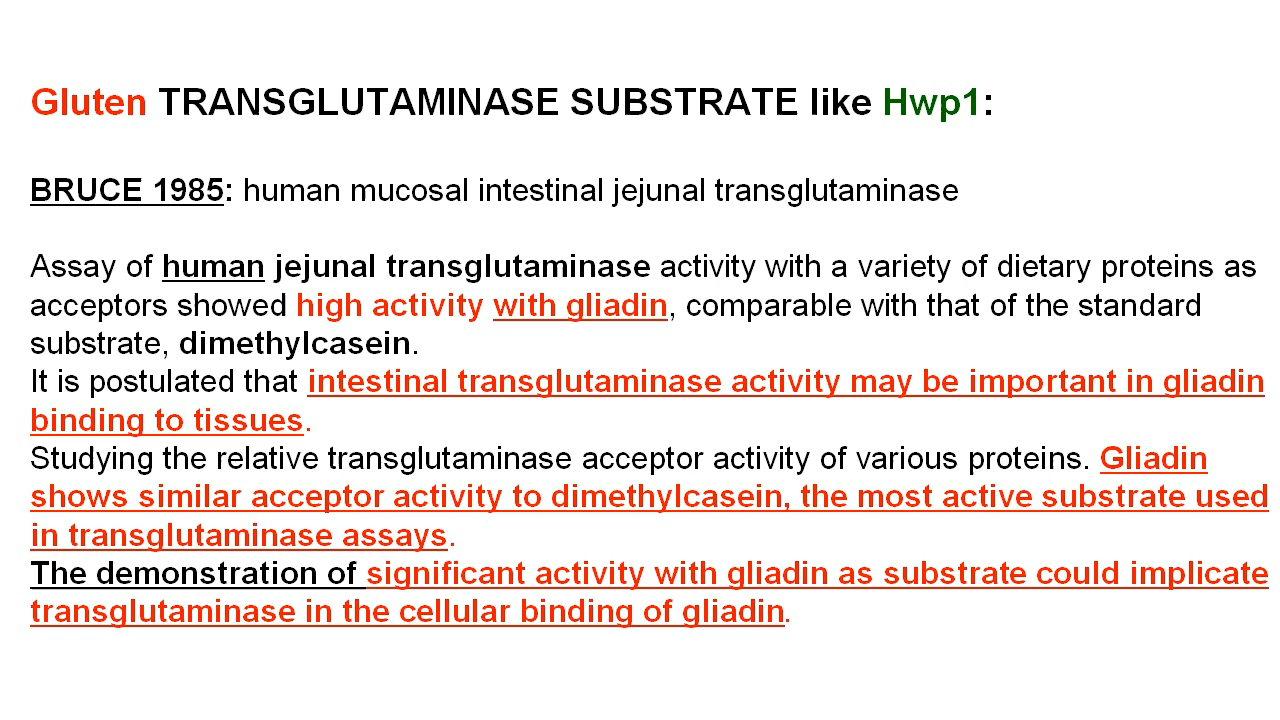 Gluten TRANSGLUTAMINASE SUBSTRATE like Hwp1:
BRUCE 1985: human mucosal intestinal jejunal transglutaminase
Assay of human jejunal transglutaminase activity with a variety of dietary proteins as
acceptors showed high activity with gliadin, comparable with that of the standard
substrate, dimethylcasein.
It is postulated that intestinal transglutaminase activity may be important in gliadin
binding to tissues.
Studying the relative transglutaminase acceptor activity of various proteins. Gliadin
shows similar acceptor activity to dimethylcasein, the most active substrate used
in transglutaminase assays.
The demonstration of significant activity with gliadin as substrate could implicate
transglutaminase in the cellular binding of gliadin.